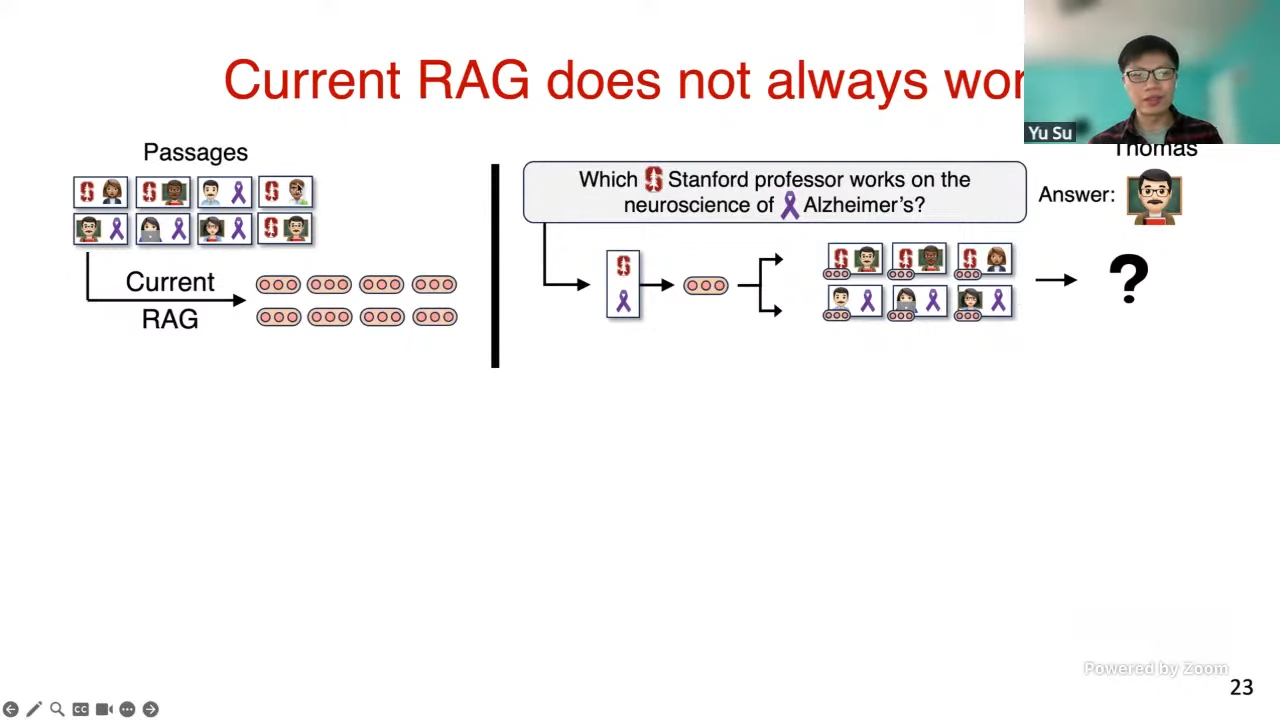 Current RAG does not always wor
Yu Su
Passages
Current
RAG
Which S Stanford professor works on the
neuroscience of Alzheimer's?
Thomas
Answer:
?
CC
Powered by Zoom
23